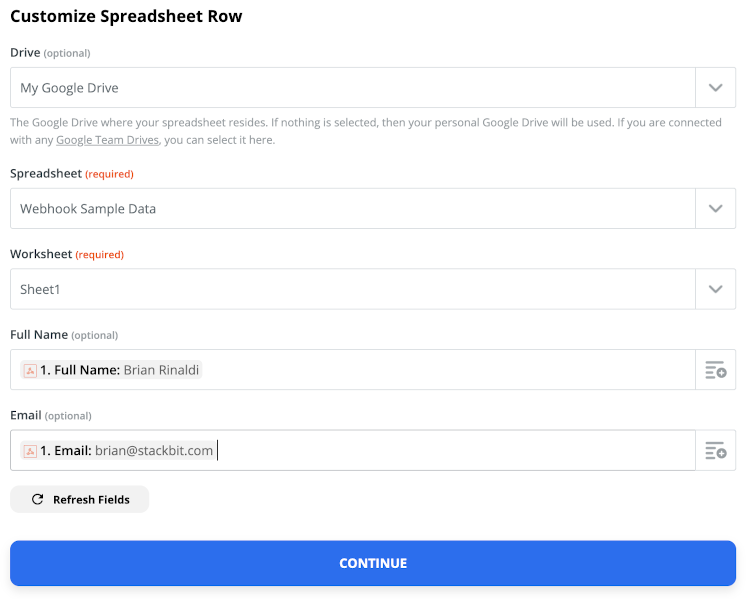 Customize Spreadsheet Row
Drive (optional)
My Google Drive
The Google Drive where your spreadsheet resides. If nothing is selected, then your personal Google Drive will be used. If you are connected
with any Google Team Drives, you can select it here.
Spreadsheet (required)
Webhook Sample Data
Worksheet (required)
Sheet1
Full Name (optional)
1. Full Name: Brian Rinaldi
Email (optional)
1. Email: brian@stackbit.com
Refresh Fields
CONTINUE